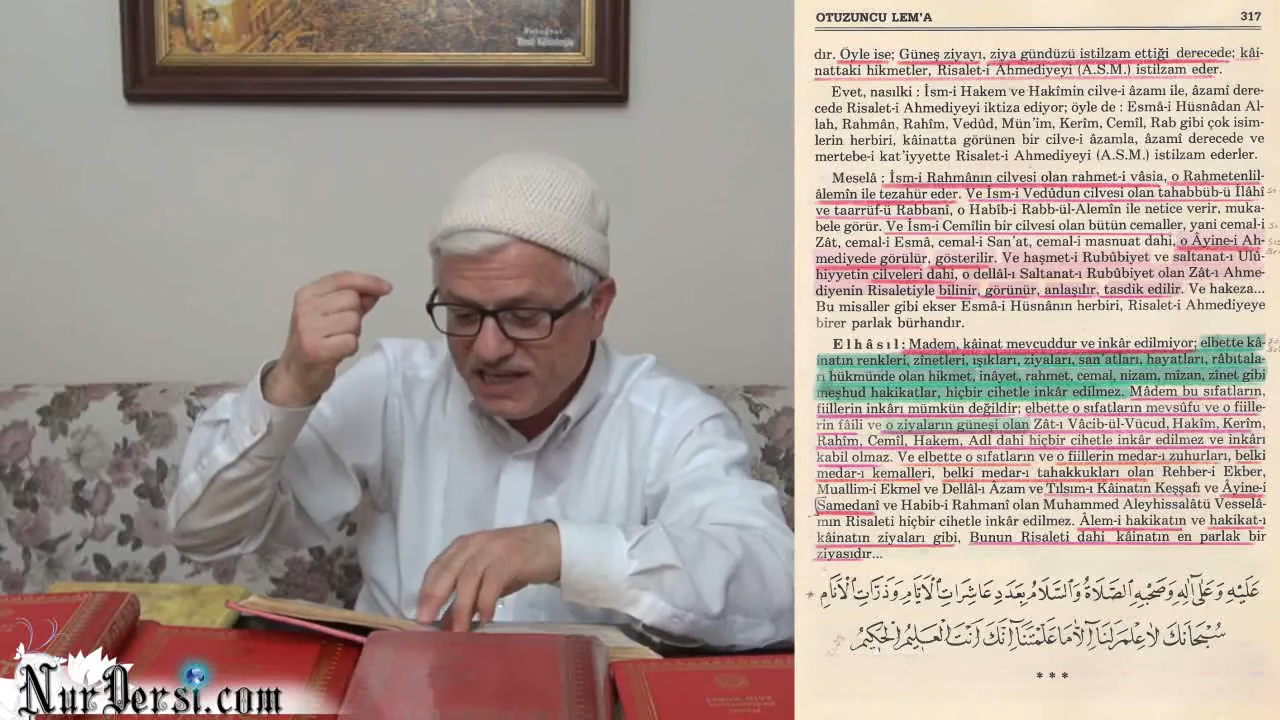 Fotoğraf
OTUZUNCU LEM'A 317
dır. Öyle ise; Güneş ziyayı, ziya gündüzü istilzam ettiği derecede; kâi-
nattaki hikmetler, Risalet-i Ahmediyeyi (A.S.M.) istilzam eder.
Evet, nasılki : İsm-i Hakem ve Hakîmin cilve-i âzamı ile, âzamî dere-
cede Risalet-i Ahmediyeyi iktiza ediyor; öyle de : Esmâ-i Hüsnâdan Al-
lah, Rahmân, Rahîm, Vedûd, Mün'im, Kerîm, Cemîl, Rab gibi çok isim-
lerin herbiri, kâinatta görünen bir cilve-i âzamla, âzamî derecede ve
mertebe-i kat'iyyette Risalet-i Ahmediyeyi (A.S.M.) istilzam ederler.
Meselâ : İsm-i Rahmânın cilvesi olan rahmet-i vâsia, o Rahmetenlil-
âlemîn ile tezahür eder. Ve İsm-i Vedûdun cilvesi olan tahabbüb-ü İlâhî
ve taarrüf-ü Rabbanî, o Habîb-i Rabb-ül-Alemîn ile netice verir, muka-
bele görür. Ve İsm-i Cemîlin bir cilvesi olan bütün cemaller, yani cemal-i
Zât, cemal-i Esmâ, cemal-i San'at, cemal-i masnuat dahi, o Âyine-i Ah-
mediyede görülür, gösterilir. Ve haşmet-i Rubûbiyet ve saltanat-ı Ulû-
hiyyetin cilveleri dahi, o dellâl-ı Saltanat-ı Rubûbiyet olan Zât-ı Ahme-
diyenin Risaletiyle bilinir, görünür, anlaşılır, tasdik edilir. Ve hakeza...
Bu misaller gibi ekser Esmâ-i Hüsnânın herbiri, Risalet-i Ahmediyeye
birer parlak bürhandır.
Elhâsıl: Madem, kâinat mevcuddur ve inkâr edilmiyor; elbette kâ-
inatın renkleri, zînetleri, ışıkları, ziyaları, san'atları, hayatları, râbıtala-
rı hükmünde olan hikmet, inâyet, rahmet, cemal, nizam, mîzan, zînet gibi
meşhud hakikatlar, hiçbir cihetle inkâr edilmez. Mâdem bu sıfatların,
fiillerin inkârı mümkün değildir; elbette o sıfatların mevsûfu ve o fiille-
rin fâili ve o ziyaların güneşi olan Zât-ı Vâcib-ül-Vücud, Hakîm, Kerîm,
Rahîm, Cemîl, Hakem, Adl dahi hiçbir cihetle inkâr edilmez ve inkârı
kabil olmaz. Ve elbette o sıfatların ve o fiillerin medar-ı zuhurları, belki
medar-ı kemalleri, belki medar-ı tahakkukları olan Rehber-i Ekber,
Muallim-i Ekmel ve Dellâl-ı Âzam ve Tılsım-ı Kâinatın Keşşafı ve Âyine-i
Samedanî ve Habib-i Rahmanî olan Muhammed Aleyhissalâtü Vesselâ-
mın Risaleti hiçbir cihetle inkâr edilmez. Âlem-i hakikatın ve hakikat-ı
kâinatın ziyaları gibi, Bunun Risaleti dahi kâinatın en parlak bir
ziyasıdır...
عَلَيْهِ وَعَلَى آلِهِ وَصَحْبِهِ الصَّلَاةُ وَالسَّلَامُ بِعَدَدِ عَاشِرَاتِ الْاَيَّامِ وَذَرَّاتِ الْاَنَامِ
سُبْحَانَكَ لَا عِلْمَ لَنَا اِلَّا مَا عَلَّمْتَنَا اِنَّكَ اَنْتَ الْعَلِيمُ الْحَكِيمُ
* * *
NurDersi.com